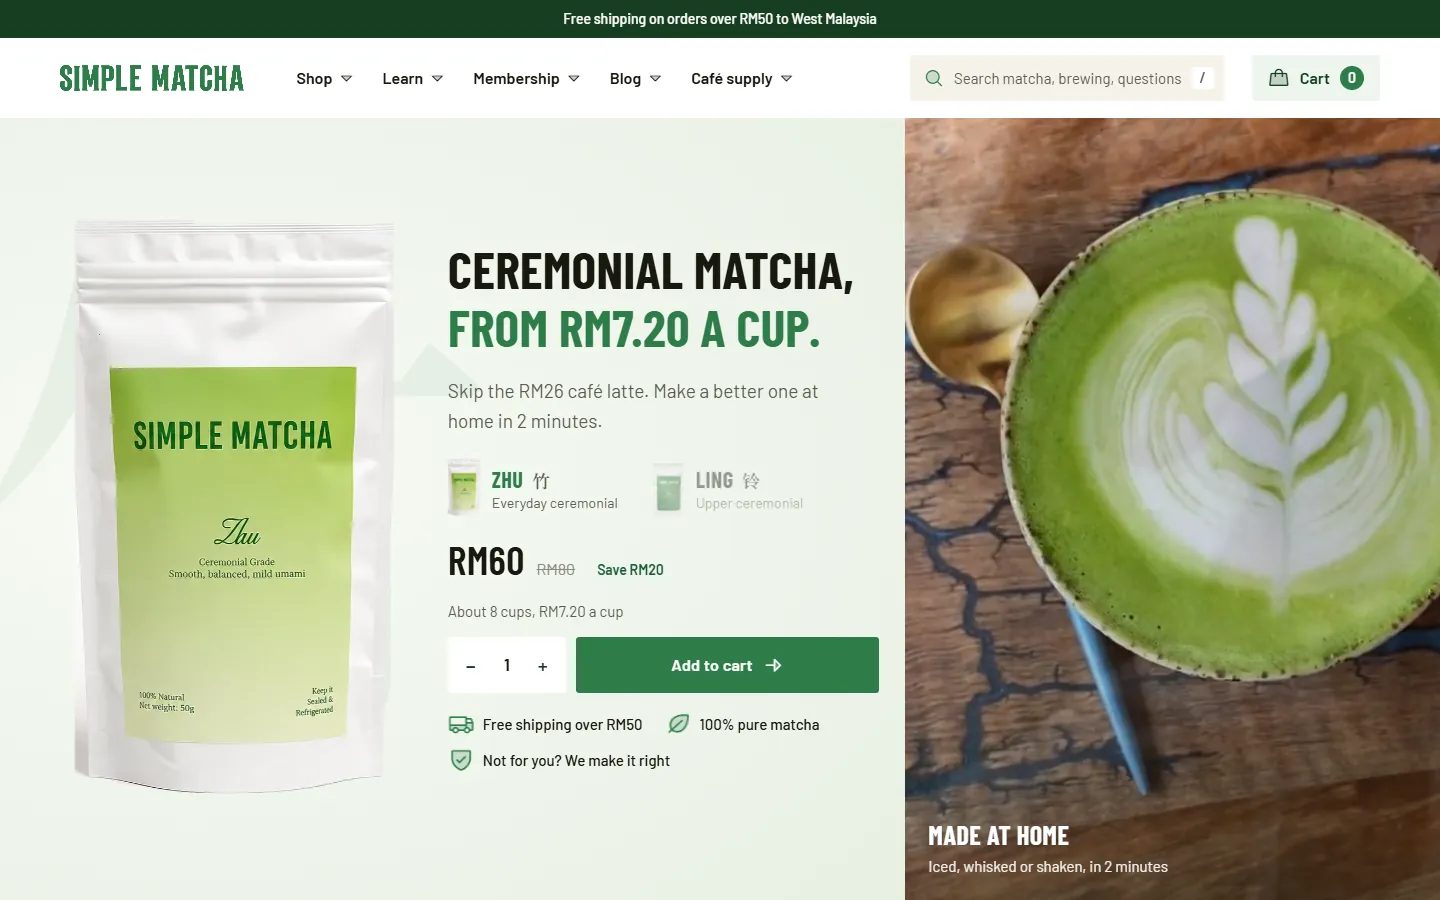 Free shipping on orders over RM50 to West Malaysia
SIMPLE MATCHA
Shop
Learn
Membership
Blog
Café supply
Search matcha, brewing, questions /
Cart 0
SIMPLE MATCHA
Zhu
Ceremonial Grade
Smooth, balanced, mild umami
100% Natural
Net weight: 50g
Keep it
Sealed &
Refrigerated
CEREMONIAL MATCHA,
FROM RM7.20 A CUP.
Skip the RM26 café latte. Make a better one at
home in 2 minutes.
ZHU 竹
Everyday ceremonial
LING 铃
Upper ceremonial
RM60 RM80 Save RM20
About 8 cups, RM7.20 a cup
− 1 +
Add to cart
Free shipping over RM50
100% pure matcha
Not for you? We make it right
MADE AT HOME
Iced, whisked or shaken, in 2 minutes